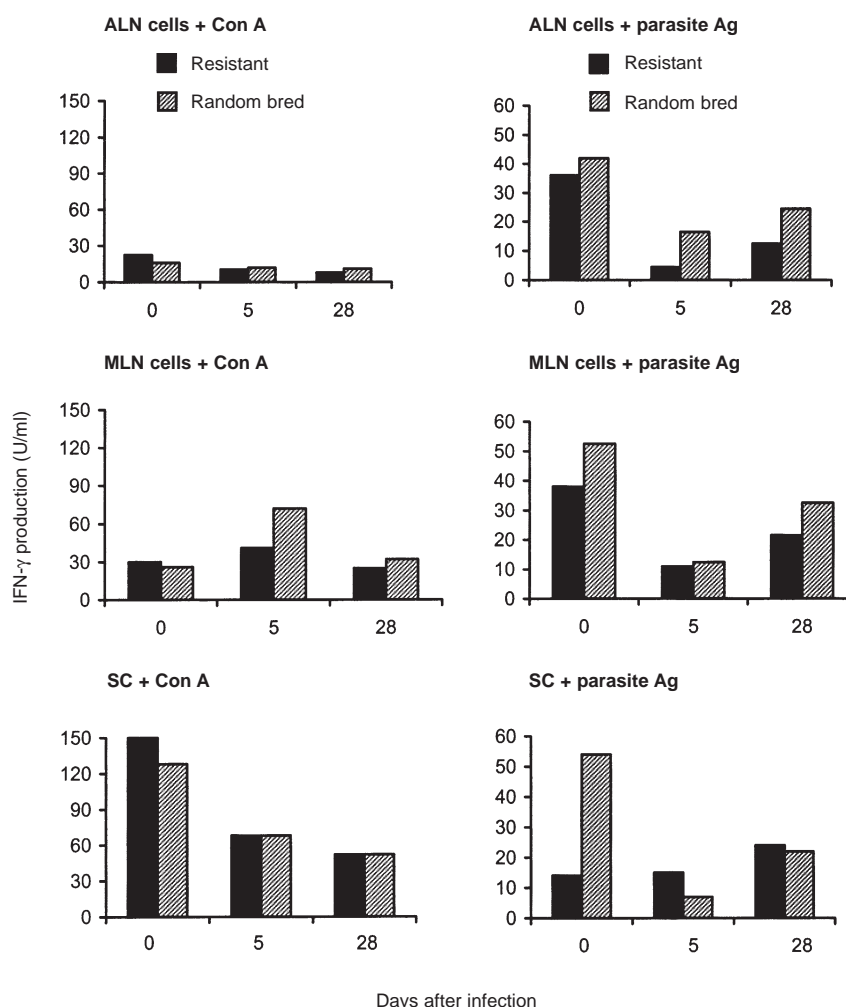 ALN cells + Con A
Resistant
Random bred
150
120
90
60
30
0
0 5 28
ALN cells + parasite Ag
Resistant
Random bred
60
50
40
30
20
10
0
0 5 28
MLN cells + Con A
150
120
90
60
30
0
0 5 28
MLN cells + parasite Ag
60
50
40
30
20
10
0
0 5 28
SC + Con A
150
120
90
60
30
0
0 5 28
SC + parasite Ag
60
50
40
30
20
10
0
0 5 28
IFN-γ production (U/ml)
Days after infection